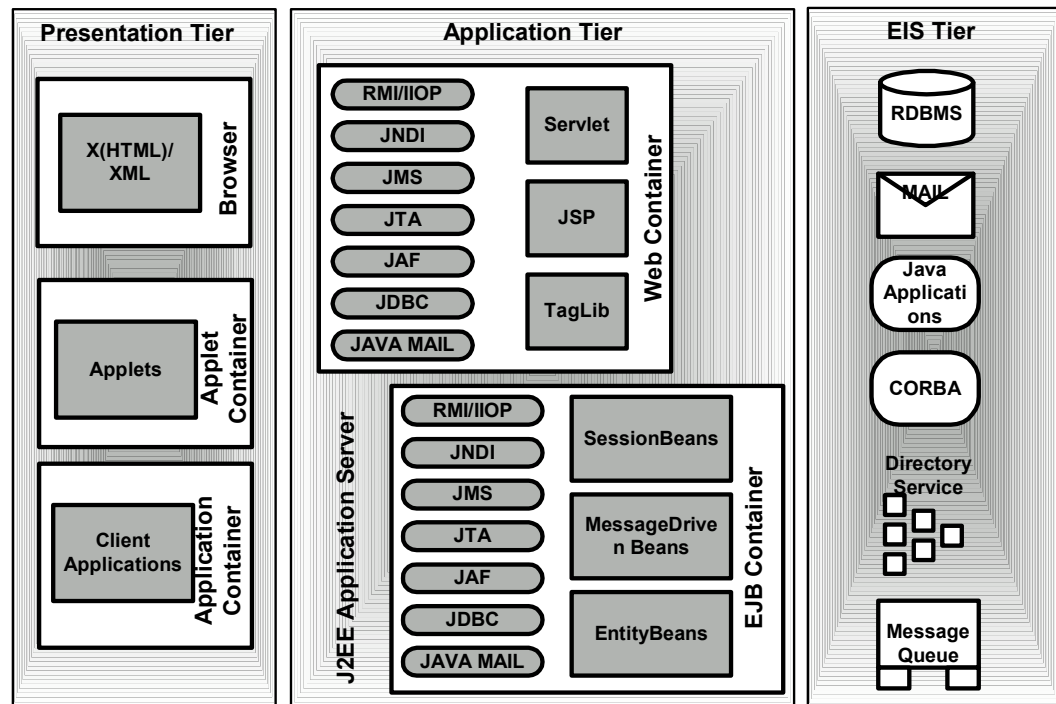 Presentation Tier
X(HTML)/
XML
Browser
Applets
Applet
Container
Client
Applications
Application
Container
Application Tier
RMI/IIOP
JNDI
JMS
JTA
JAF
JDBC
JAVA MAIL
Servlet
JSP
TagLib
Web Container
J2EE Application Server
RMI/IIOP
JNDI
JMS
JTA
JAF
JDBC
JAVA MAIL
SessionBeans
MessageDrive
n Beans
EntityBeans
EJB Container
EIS Tier
RDBMS
MAIL
Java
Applicati
ons
CORBA
Directory
Service
Message
Queue